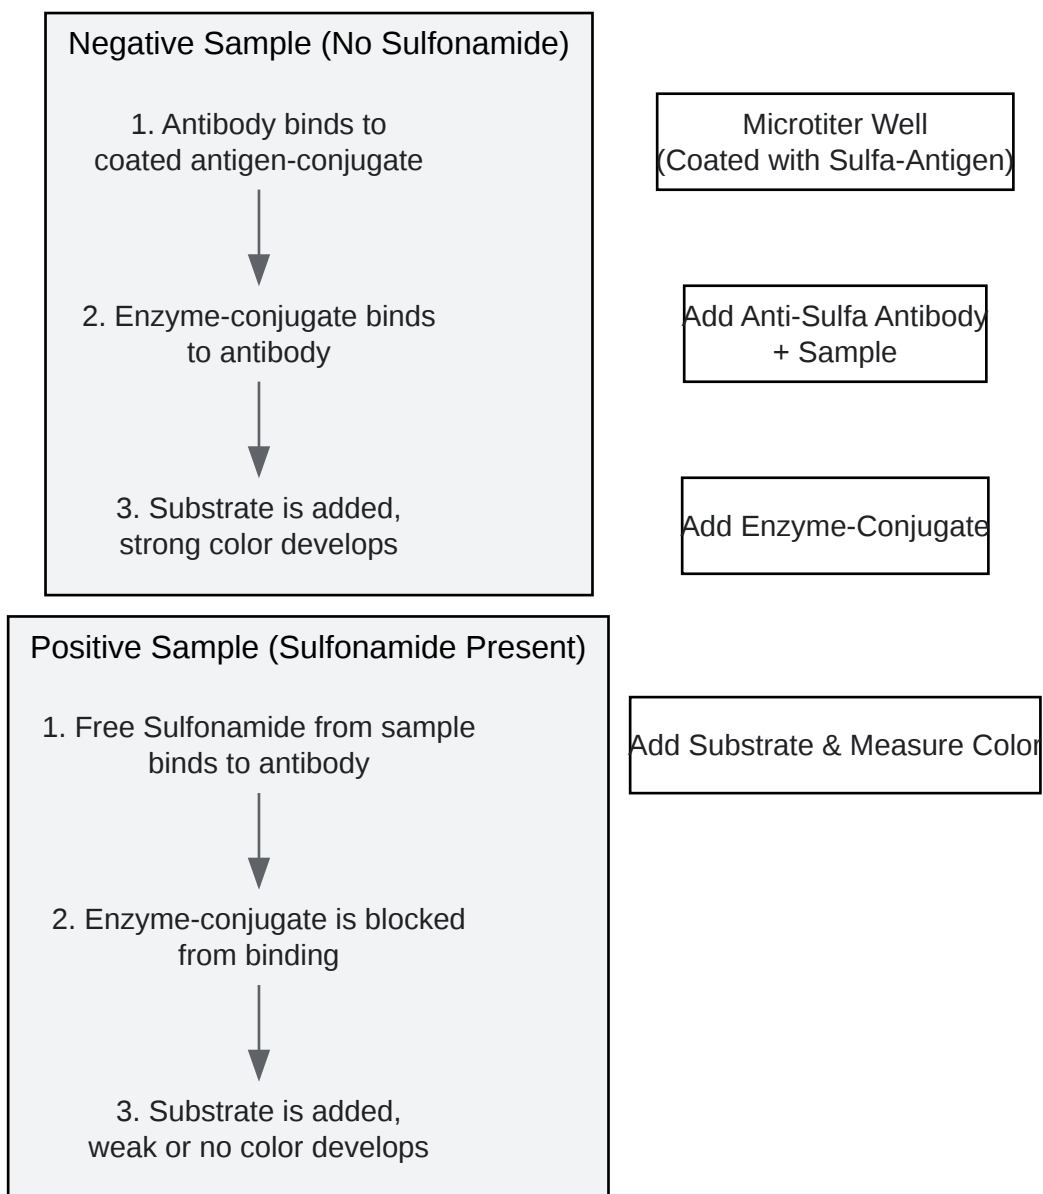 Negative Sample (No Sulfonamide)
1. Antibody binds to
coated antigen-conjugate
2. Enzyme-conjugate binds
to antibody
3. Substrate is added,
strong color develops
Microtiter Well
(Coated with Sulfa-Antigen)
Add Anti-Sulfa Antibody
+ Sample
Add Enzyme-Conjugate
Positive Sample (Sulfonamide Present)
1. Free Sulfonamide from sample
binds to antibody
2. Enzyme-conjugate is blocked
from binding
3. Substrate is added,
weak or no color develops
Add Substrate & Measure Color